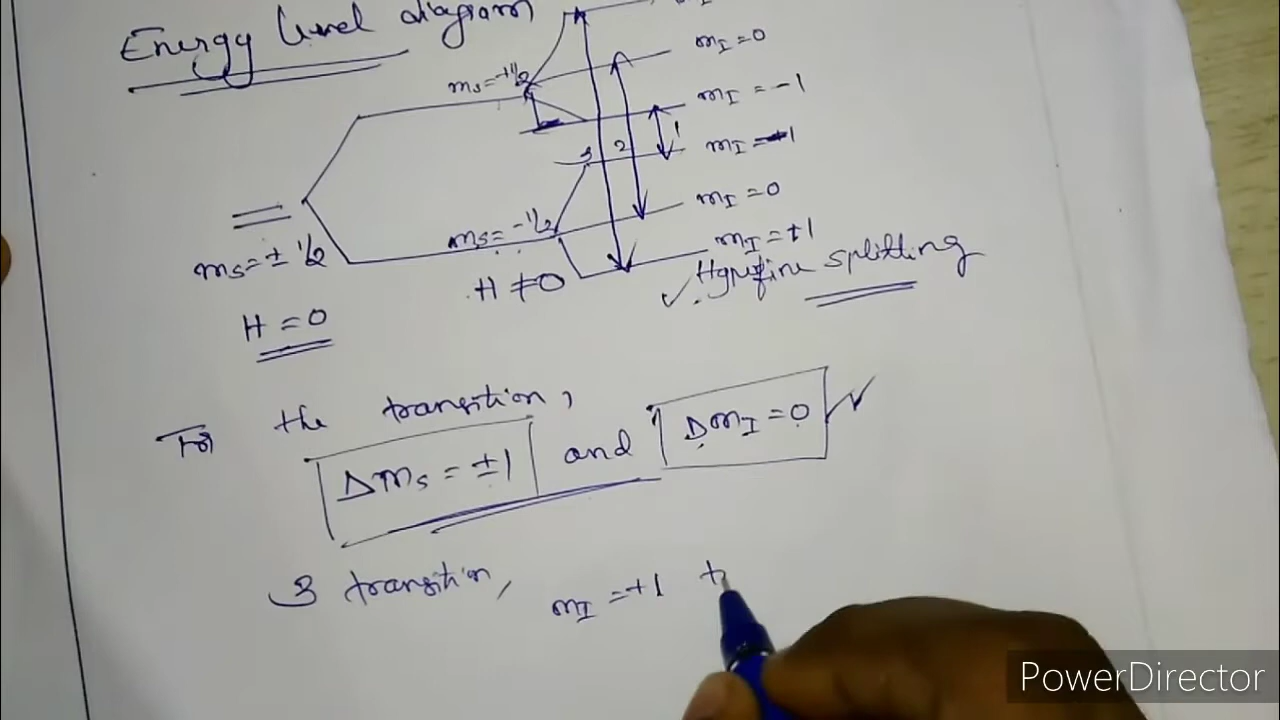 Energy level diagram
mI = 0
ms = +1/2
mI = -1
1
mI = -1
3 2
mI = 0
ms = -1/2
mI = +1
ms = ± 1/2
H ≠ 0
✓ Hyperfine splitting
H = 0
For the transition,
Δms = ±1 and ΔmI = 0 ✓
3 transition, mI = +1 t
PowerDirector